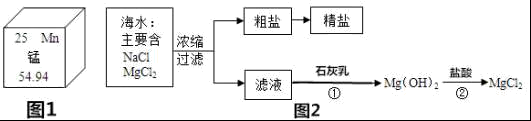 25 Mn
锰
54.94
图1
海水：
主要含
NaCl
MgCl₂
浓缩
过滤
粗盐
精盐
滤液
石灰乳
①
Mg(OH)₂
盐酸
②
MgCl₂
图2